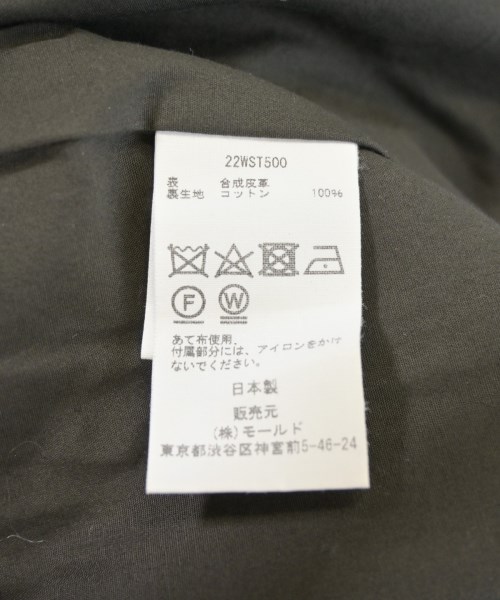 22WST500
表 合成皮革
裏生地 コットン 100%
F W
あて布使用、
付属部分には、アイロンをかけ
ないでください。
日本製
販売元
(株)モールド
東京都渋谷区神宮前5-46-24